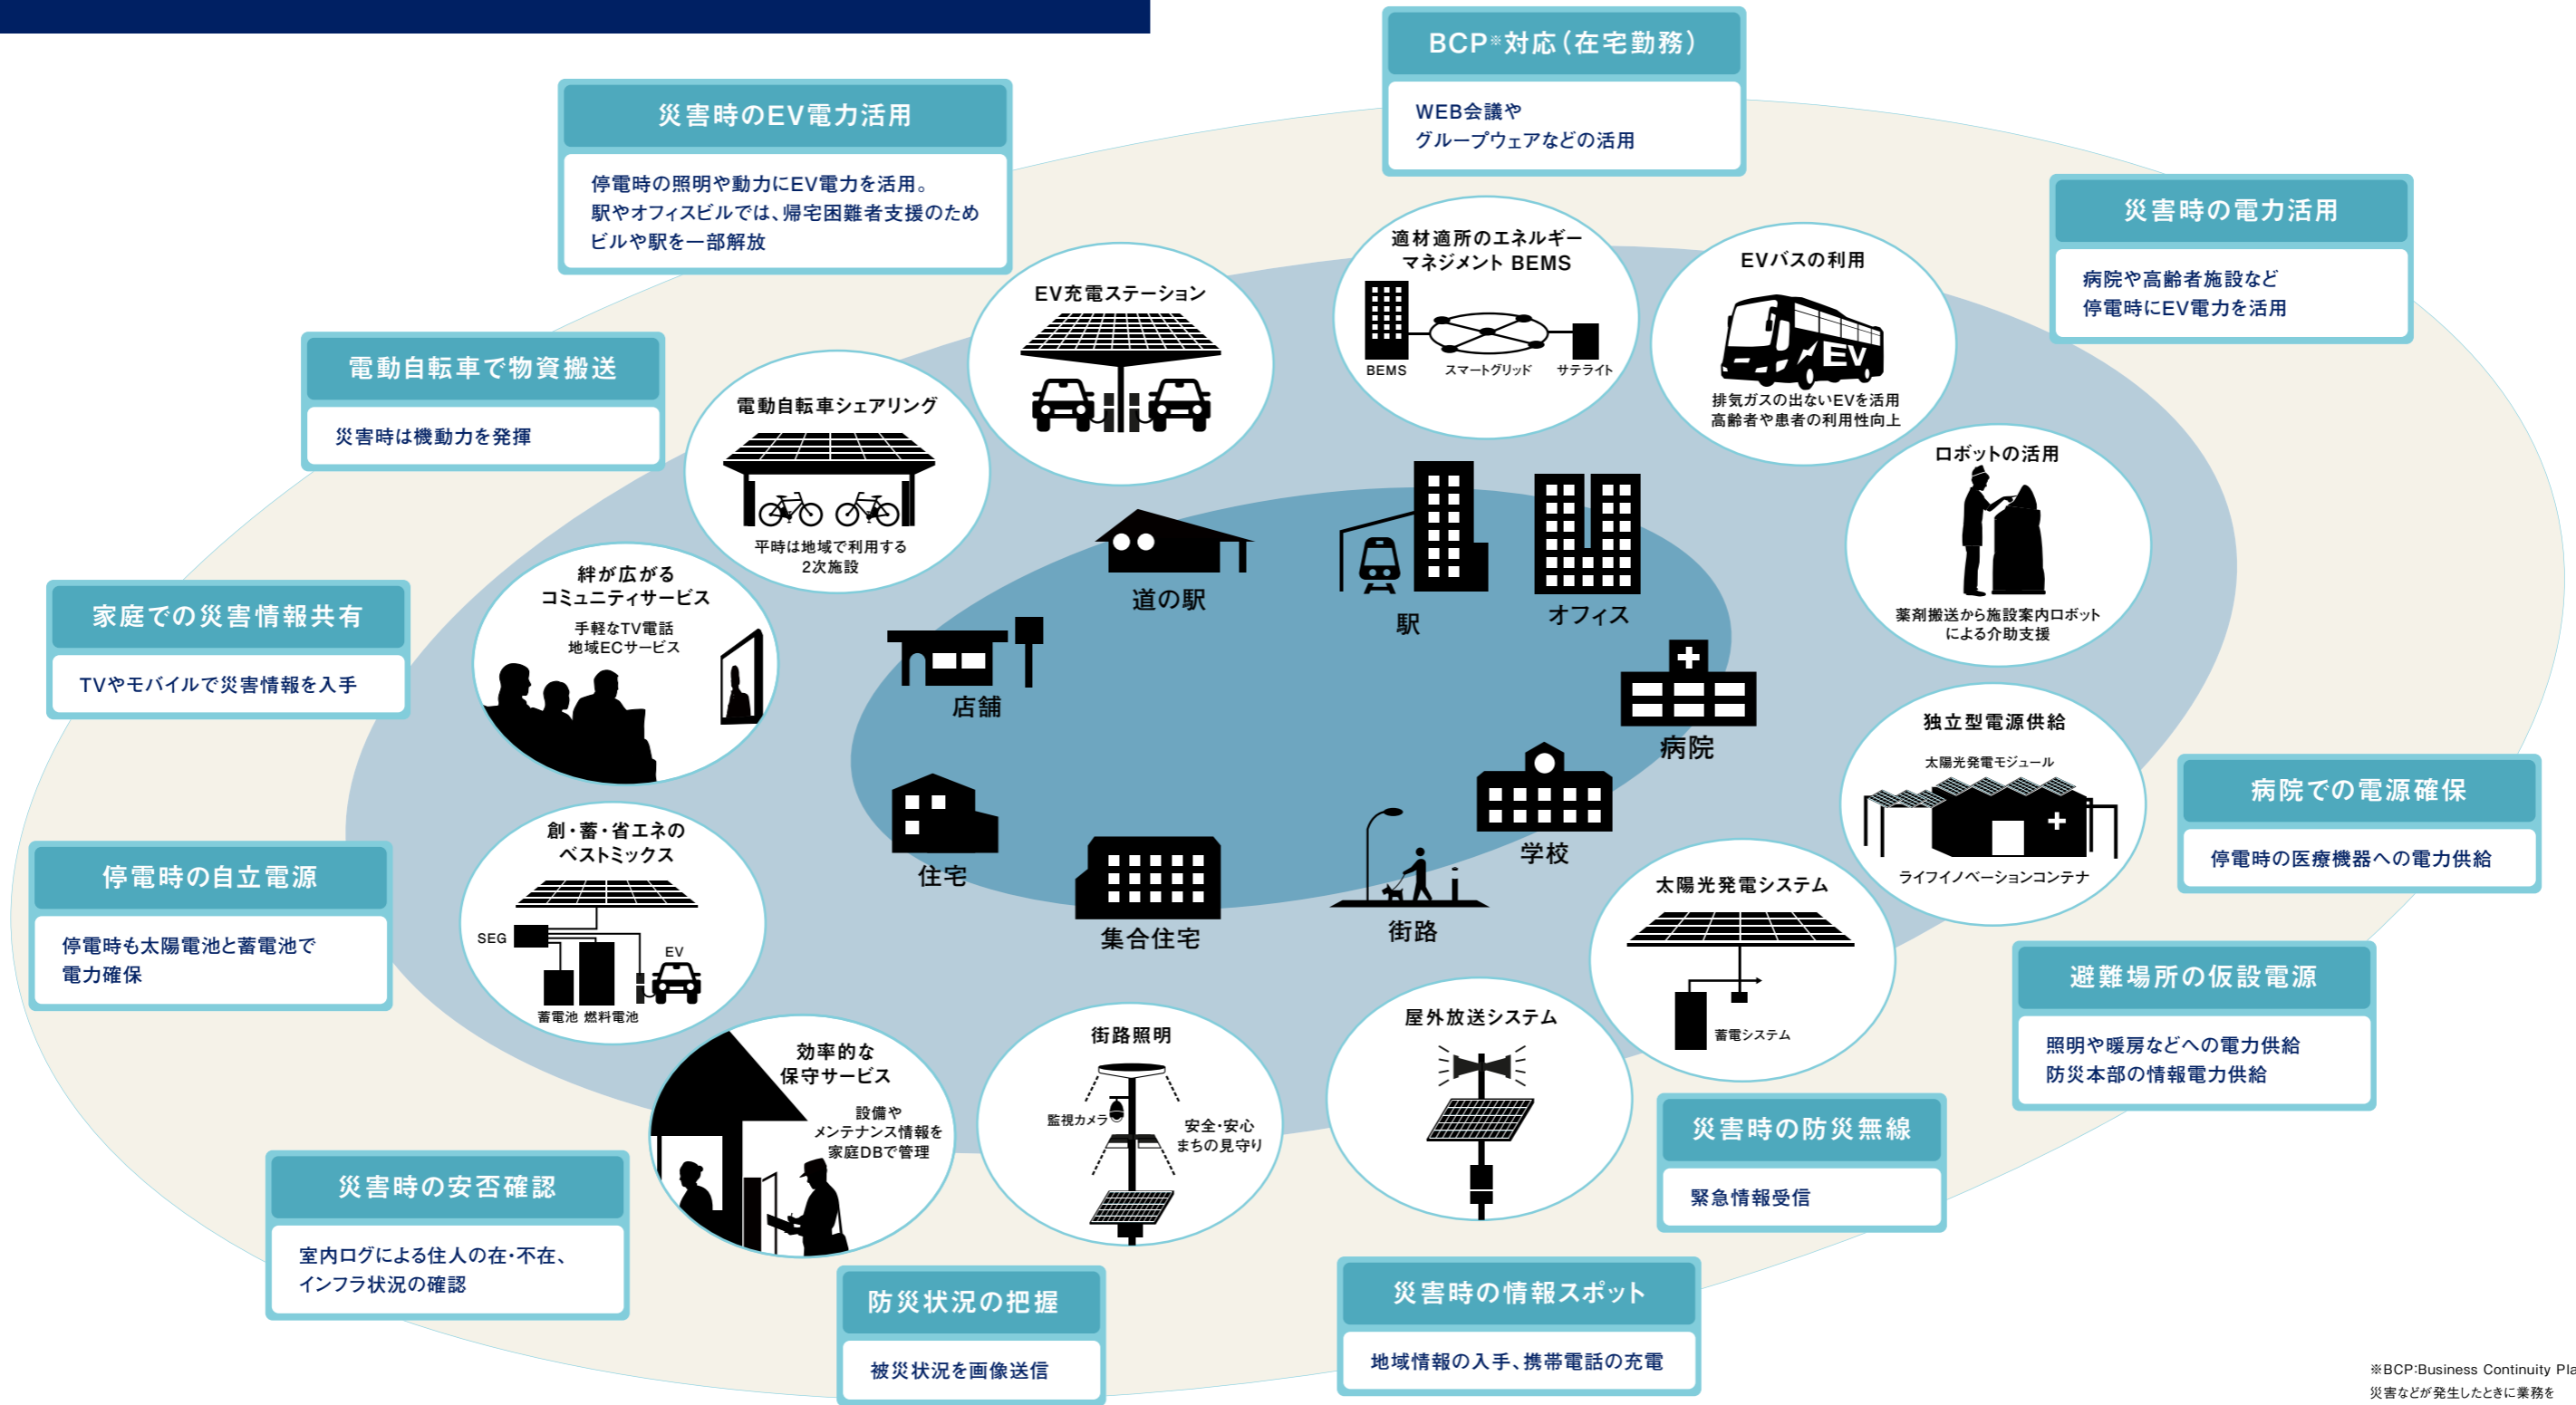 BCP※対応（在宅勤務）
WEB会議や
グループウェアなどの活用
災害時のEV電力活用
停電時の照明や動力にEV電力を活用。
駅やオフィスビルでは、帰宅困難者支援のため
ビルや駅を一部解放
災害時の電力活用
病院や高齢者施設など
停電時にEV電力を活用
電動自転車で物資搬送
災害時は機動力を発揮
家庭での災害情報共有
TVやモバイルで災害情報を入手
停電時の自立電源
停電時も太陽電池と蓄電池で
電力確保
災害時の安否確認
室内ログによる住人の在・不在、
インフラ状況の確認
防災状況の把握
被災状況を画像送信
災害時の情報スポット
地域情報の入手、携帯電話の充電
災害時の防災無線
緊急情報受信
避難場所の仮設電源
照明や暖房などへの電力供給
防災本部の情報電力供給
病院での電源確保
停電時の医療機器への電力供給
適材適所のエネルギー
マネジメント BEMS
BEMS
スマートグリッド
サテライト
EVバスの利用
EV
排気ガスの出ないEVを活用
高齢者や患者の利用性向上
ロボットの活用
薬剤搬送から施設案内ロボット
による介助支援
独立型電源供給
太陽光発電モジュール
ライフイノベーションコンテナ
太陽光発電システム
蓄電システム
屋外放送システム
街路照明
監視カメラ
安全・安心
まちの見守り
効率的な
保守サービス
設備や
メンテナンス情報を
家庭DBで管理
創・蓄・省エネの
ベストミックス
SEG
EV
蓄電池
燃料電池
絆が広がる
コミュニティサービス
手軽なTV電話
地域ECサービス
電動自転車シェアリング
平時は地域で利用する
2次施設
EV充電ステーション
道の駅
駅
オフィス
店舗
病院
住宅
学校
集合住宅
街路
※BCP:Business Continuity Pla
災害などが発生したときに業務を